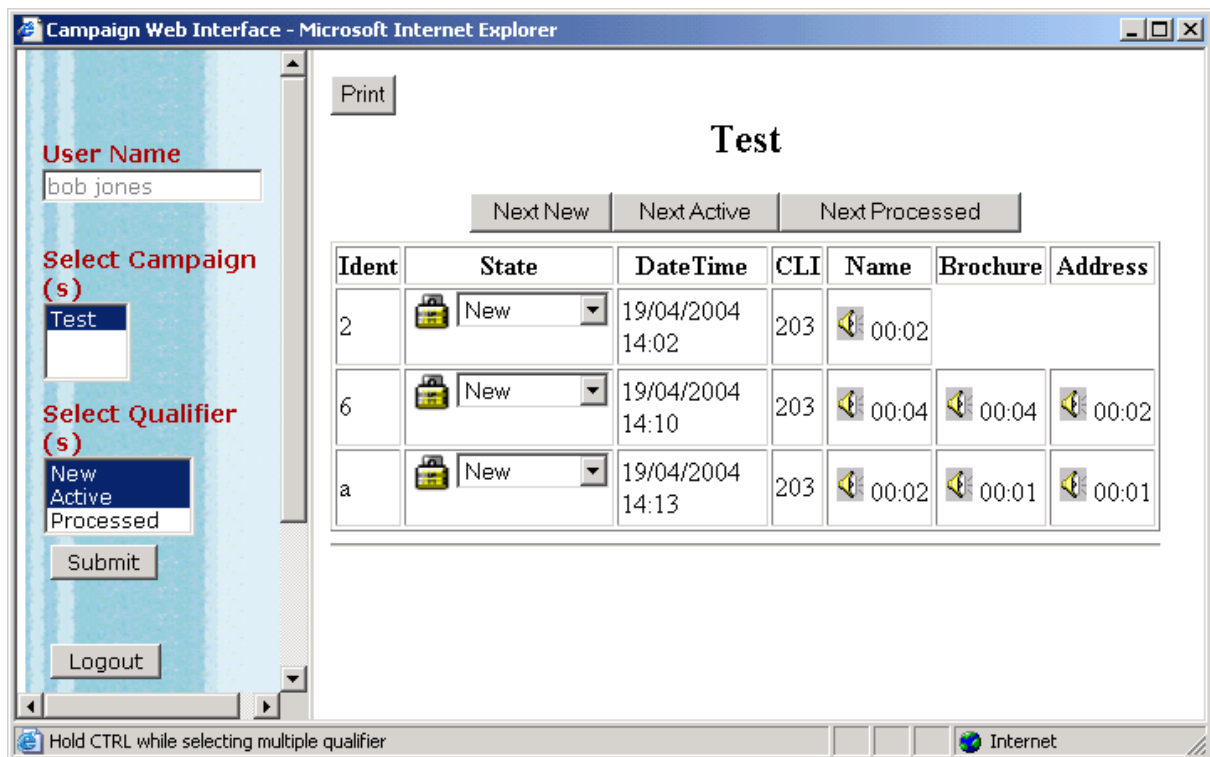 Campaign Web Interface - Microsoft Internet Explorer
User Name
bob jones
Select Campaign
(s)
Test
Select Qualifier
(s)
New
Active
Processed
Submit
Logout
Print
Test
Next New Next Active Next Processed
Ident State DateTime CLI Name Brochure Address
2 New 19/04/2004 203 00:02
14:02
6 New 19/04/2004 203 00:04 00:04 00:02
14:10
a New 19/04/2004 203 00:02 00:01 00:01
14:13
Hold CTRL while selecting multiple qualifier
Internet